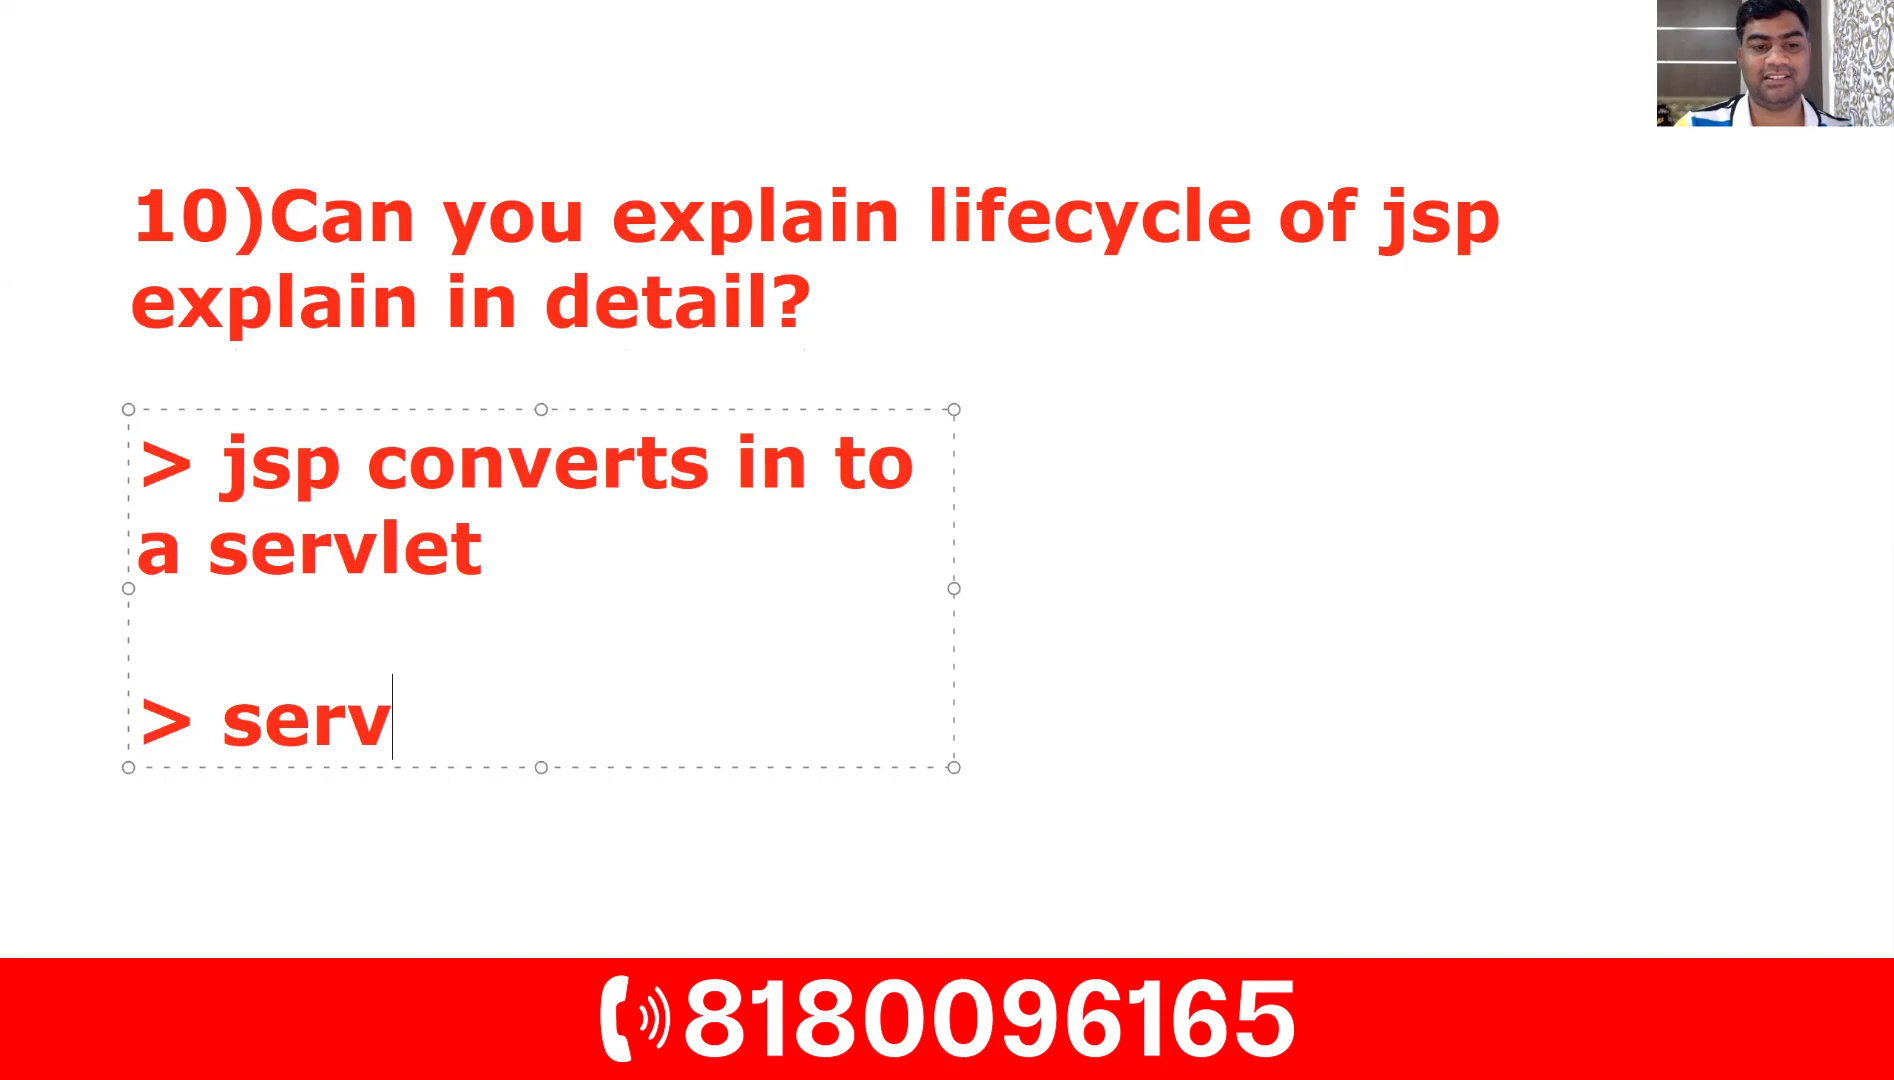 10)Can you explain lifecycle of jsp
explain in detail?
> jsp converts in to
a servlet
> serv
8180096165